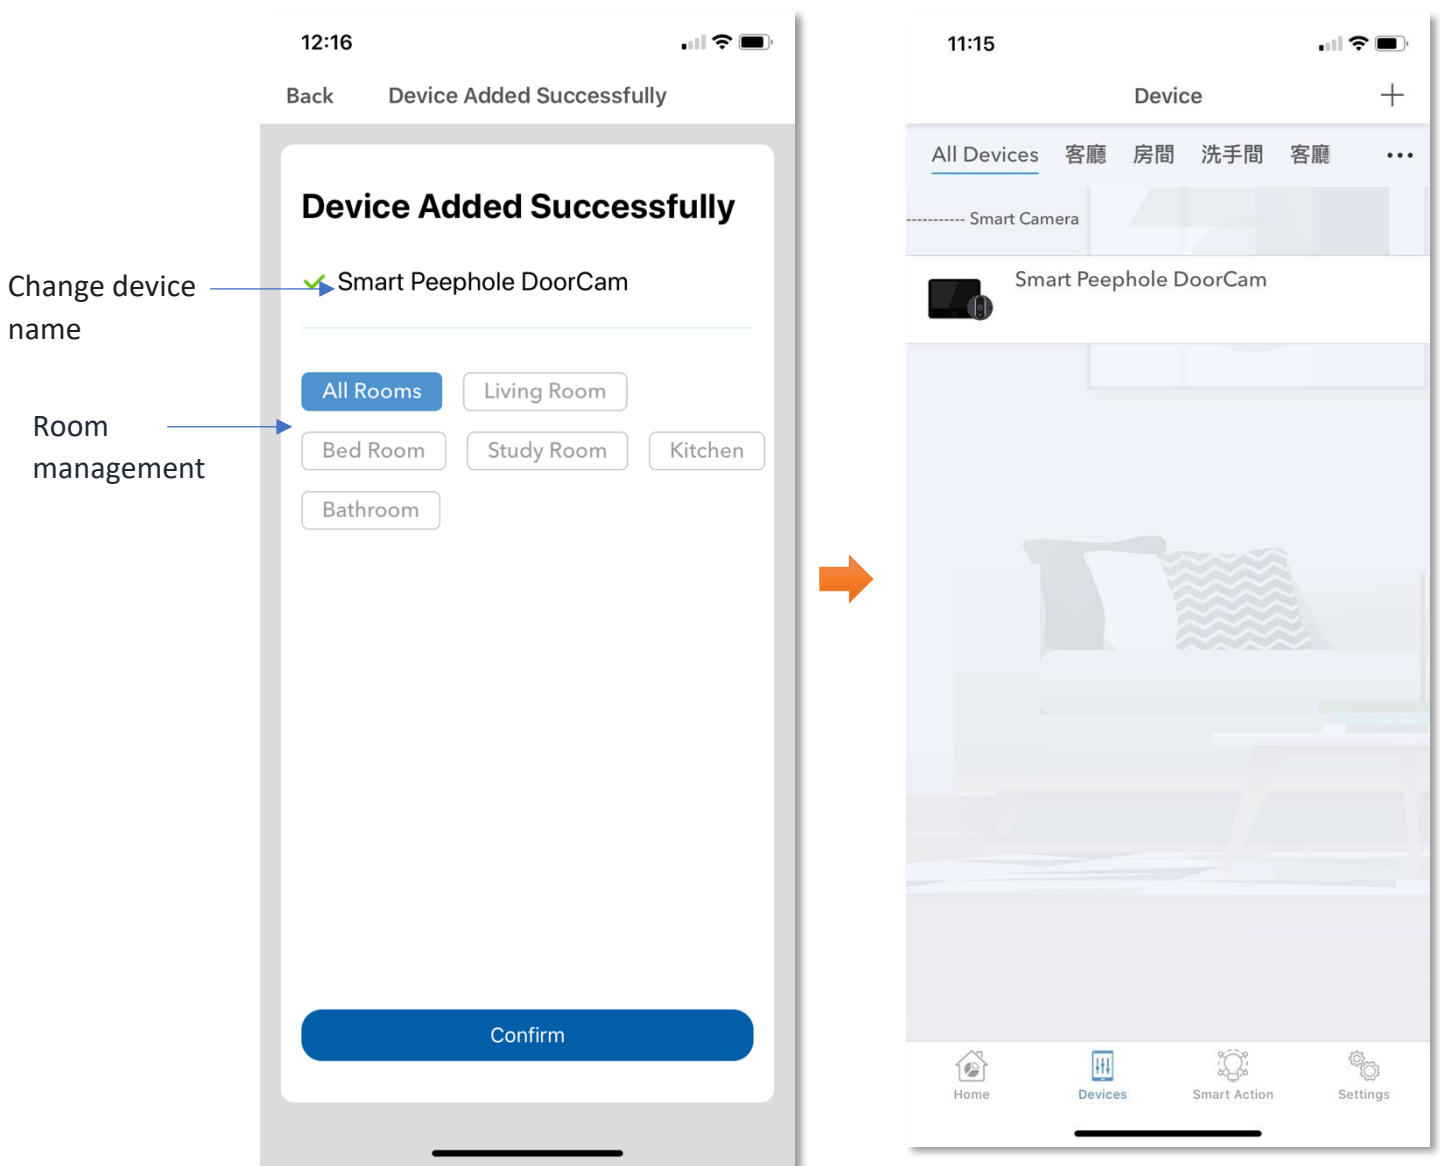 Change device
name
Room
management
12:16
Back Device Added Successfully
Device Added Successfully
Smart Peephole DoorCam
All Rooms Living Room
Bed Room Study Room Kitchen
Bathroom
Confirm
11:15
Device +
All Devices 客廳 房間 洗手間 客廳 •••
----------- Smart Camera
Smart Peephole DoorCam
Home Devices Smart Action Settings